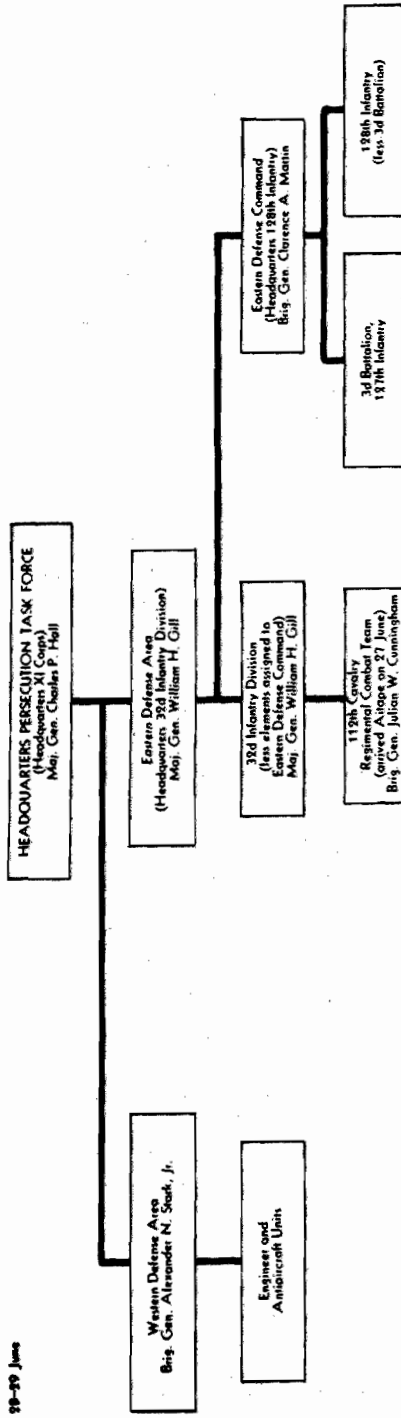 28-29 June
HEADQUARTERS PERSECUTION TASK FORCE
(Headquarters XI Corps)
Maj. Gen. Charles P. Hall
Western Defense Area
Brig. Gen. Alexander N. Stark, Jr.
Engineer and
Antiaircraft Units
Eastern Defense Area
(Headquarters 32d Infantry Division)
Maj. Gen. William H. Gill
32d Infantry Division
(less elements assigned to
Eastern Defense Command)
Maj. Gen. William H. Gill
112th Cavalry
Regimental Combat Team
(arrived Aitape on 27 June)
Brig. Gen. Julian W. Cunningham
Eastern Defense Command
(Headquarters 128th Infantry)
Brig. Gen. Clarence A. Martin
3d Battalion,
127th Infantry
128th Infantry
(less 3d Battalion)